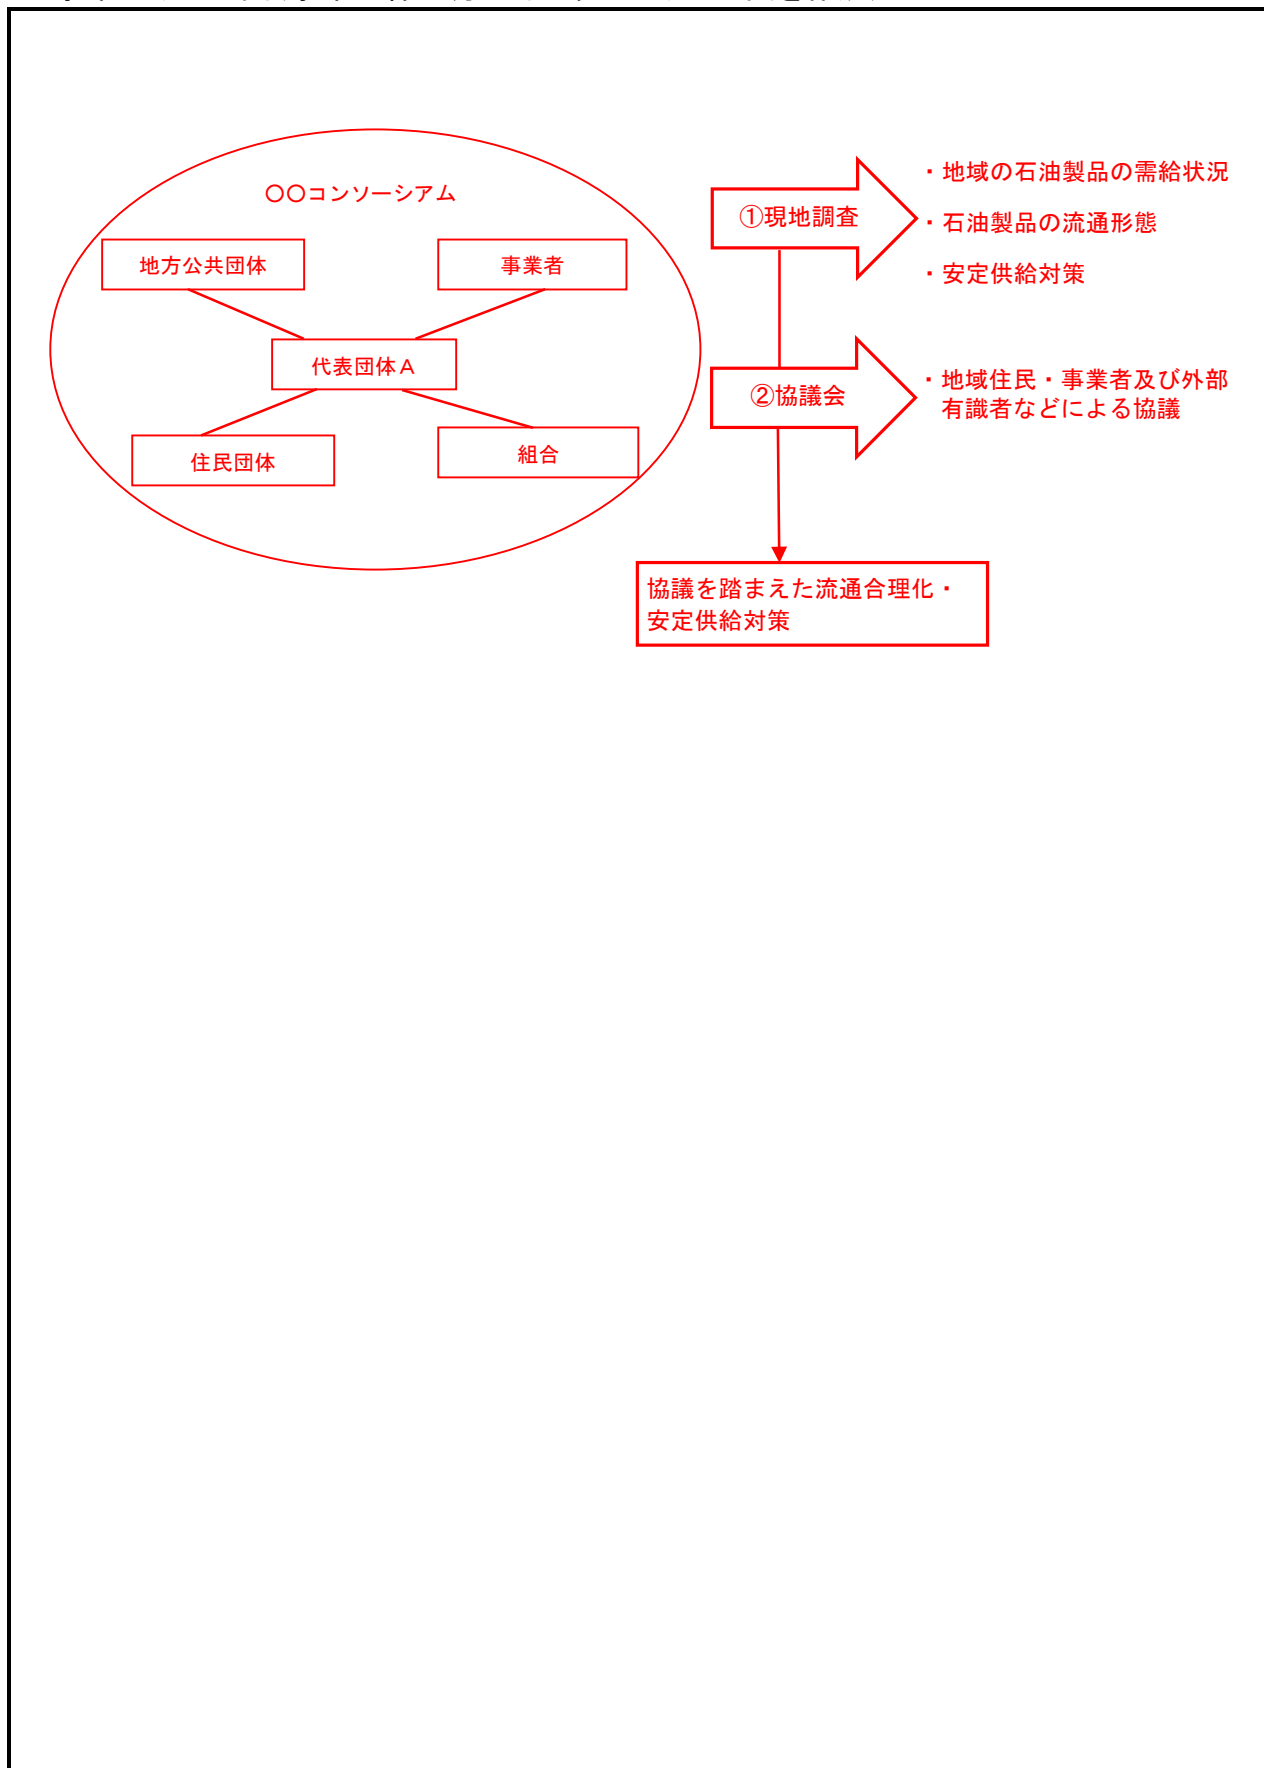 〇〇コンソーシアム
地方公共団体
事業者
代表団体A
住民団体
組合
①現地調査
・地域の石油製品の需給状況
・石油製品の流通形態
・安定供給対策
②協議会
・地域住民・事業者及び外部
有識者などによる協議
協議を踏まえた流通合理化・
安定供給対策